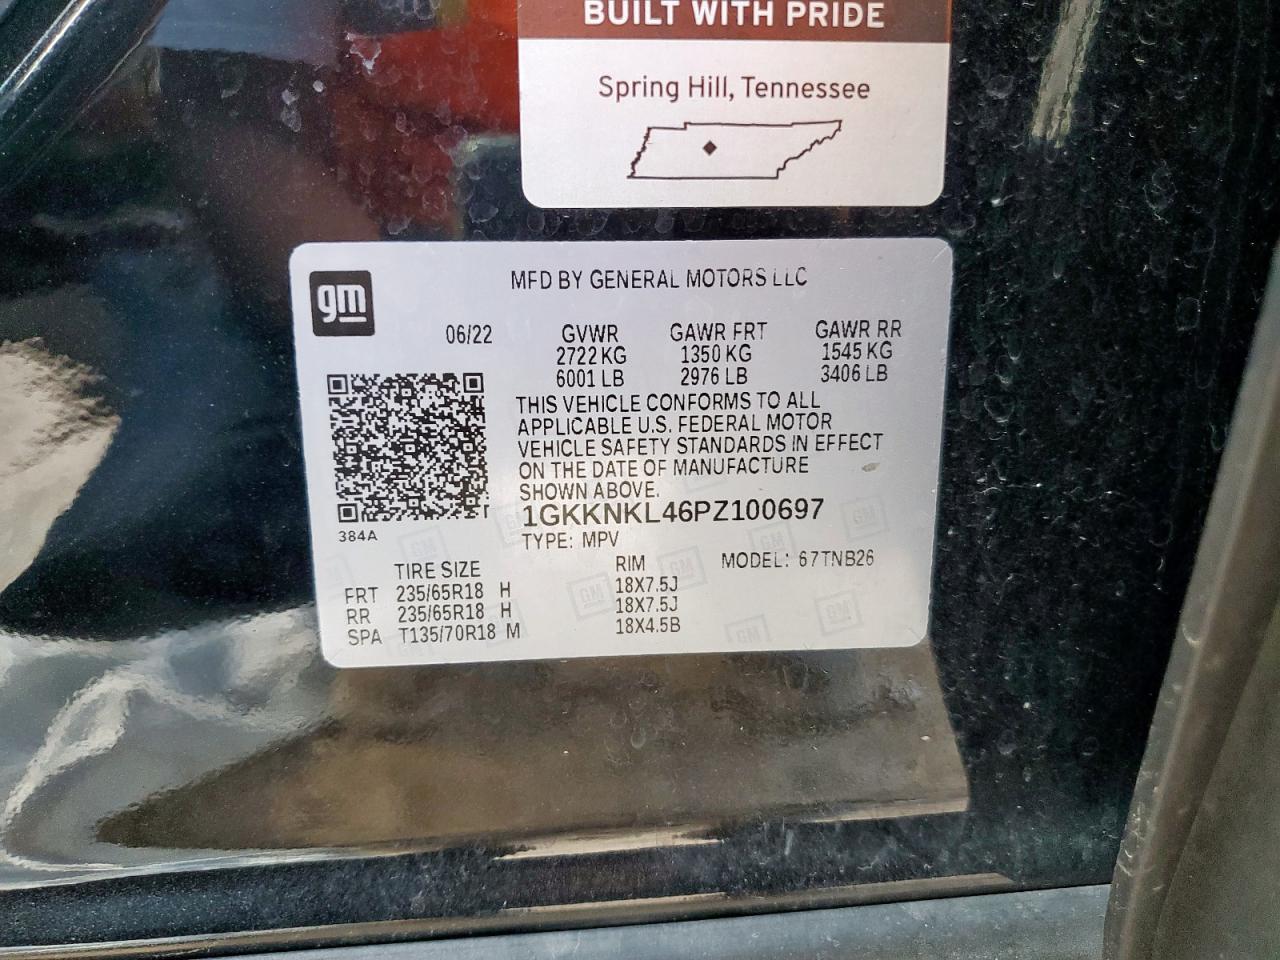 BUILT WITH PRIDE
Spring Hill, Tennessee
gm
MFD BY GENERAL MOTORS LLC
06/22 GVWR GAWR FRT GAWR RR
2722 KG 1350 KG 1545 KG
6001 LB 2976 LB 3406 LB
THIS VEHICLE CONFORMS TO ALL
APPLICABLE U.S. FEDERAL MOTOR
VEHICLE SAFETY STANDARDS IN EFFECT
ON THE DATE OF MANUFACTURE
SHOWN ABOVE.
1GKKNKL46PZ100697
384A
TYPE: MPV
TIRE SIZE RIM MODEL: 67TNB26
FRT 235/65R18 H 18X7.5J
RR 235/65R18 H 18X7.5J
SPA T135/70R18 M 18X4.5B